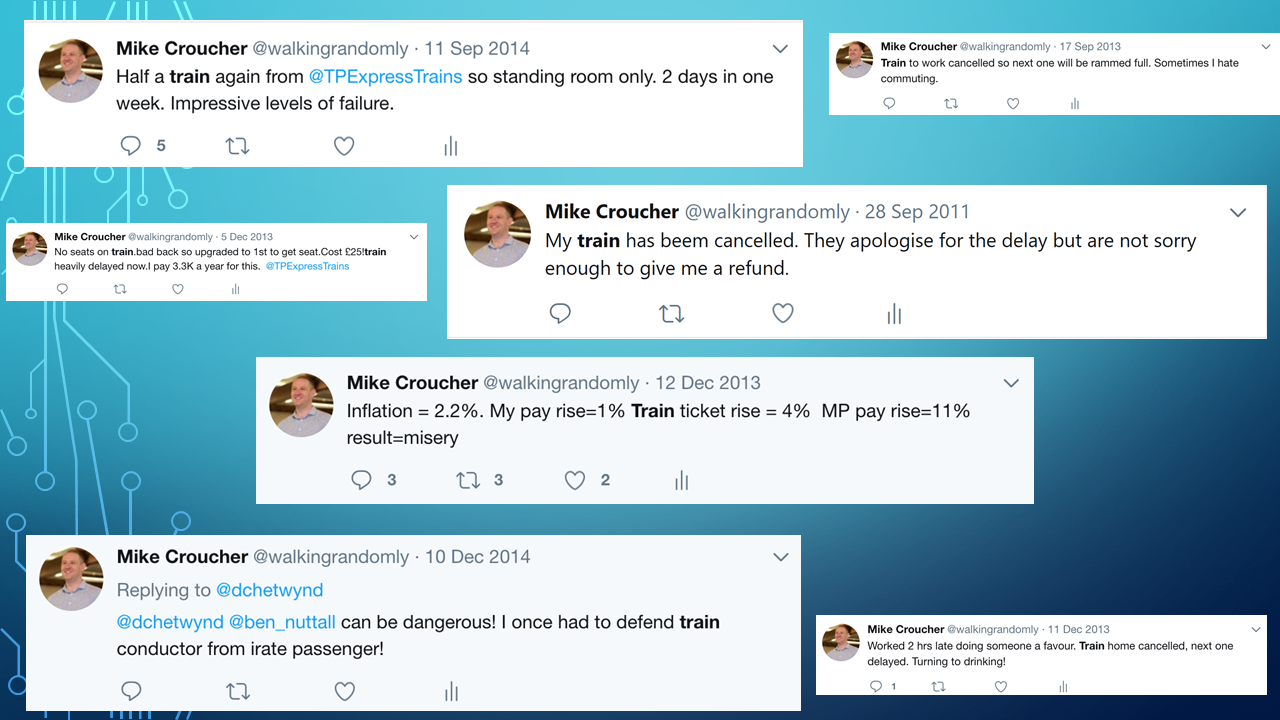 Mike Croucher @walkingrandomly · 11 Sep 2014
Half a train again from @TPExpressTrains so standing room only. 2 days in one
week. Impressive levels of failure.
5
Mike Croucher @walkingrandomly · 17 Sep 2013
Train to work cancelled so next one will be rammed full. Sometimes I hate
commuting.
Mike Croucher @walkingrandomly · 28 Sep 2011
My train has beem cancelled. They apologise for the delay but are not sorry
enough to give me a refund.
Mike Croucher @walkingrandomly · 5 Dec 2013
No seats on train.bad back so upgraded to 1st to get seat.Cost £25!train
heavily delayed now.I pay 3.3K a year for this. @TPExpressTrains
Mike Croucher @walkingrandomly · 12 Dec 2013
Inflation = 2.2%. My pay rise=1% Train ticket rise = 4%  MP pay rise=11%
result=misery
3 3 2
Mike Croucher @walkingrandomly · 10 Dec 2014
Replying to @dchetwynd
@dchetwynd @ben_nuttall can be dangerous! I once had to defend train
conductor from irate passenger!
Mike Croucher @walkingrandomly · 11 Dec 2013
Worked 2 hrs late doing someone a favour. Train home cancelled, next one
delayed. Turning to drinking!
1